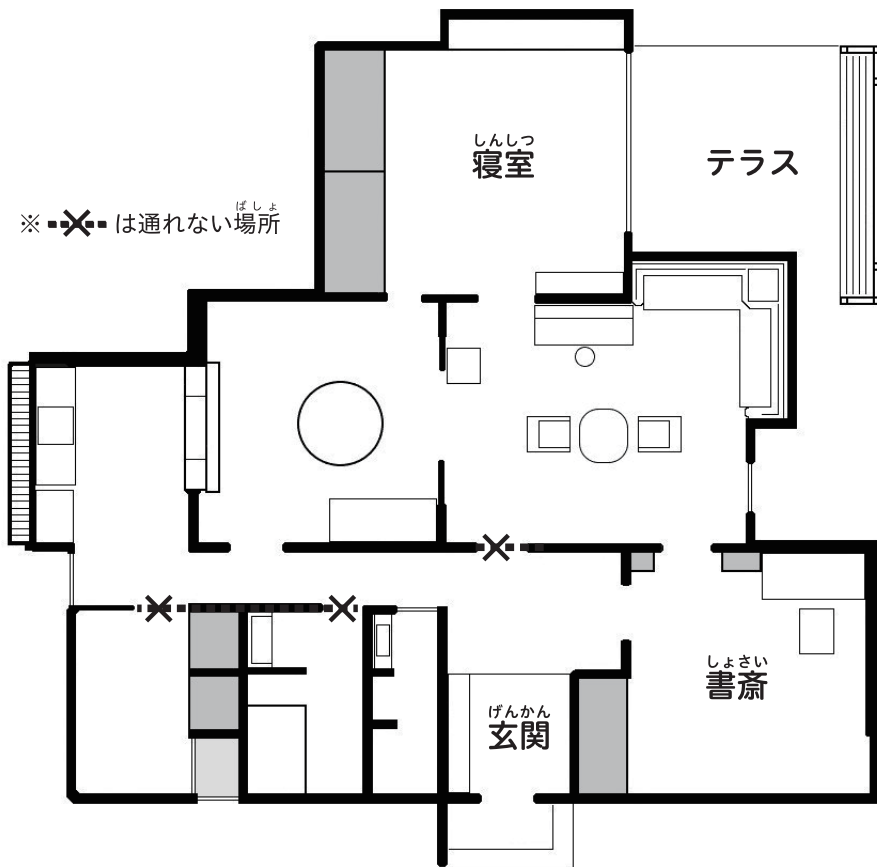 しんしつ
寝室
テラス
ばしょ
※ は通れない場所
しょさい
書斎
げんかん
玄関